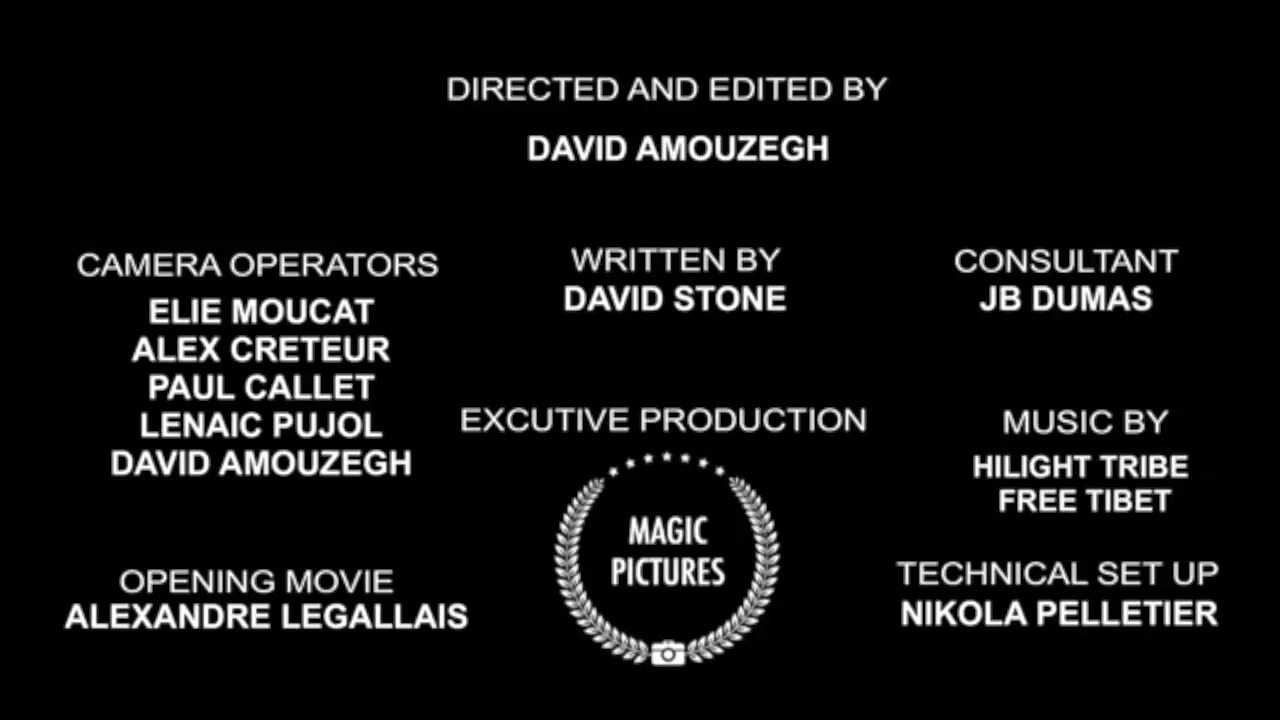 DIRECTED AND EDITED BY
DAVID AMOUZEGH
CAMERA OPERATORS
ELIE MOUCAT
ALEX CRETEUR
PAUL CALLET
LENAIC PUJOL
DAVID AMOUZEGH
OPENING MOVIE
ALEXANDRE LEGALLAIS
WRITTEN BY
DAVID STONE
EXCUTIVE PRODUCTION
MAGIC
PICTURES
CONSULTANT
JB DUMAS
MUSIC BY
HILIGHT TRIBE
FREE TIBET
TECHNICAL SET UP
NIKOLA PELLETIER